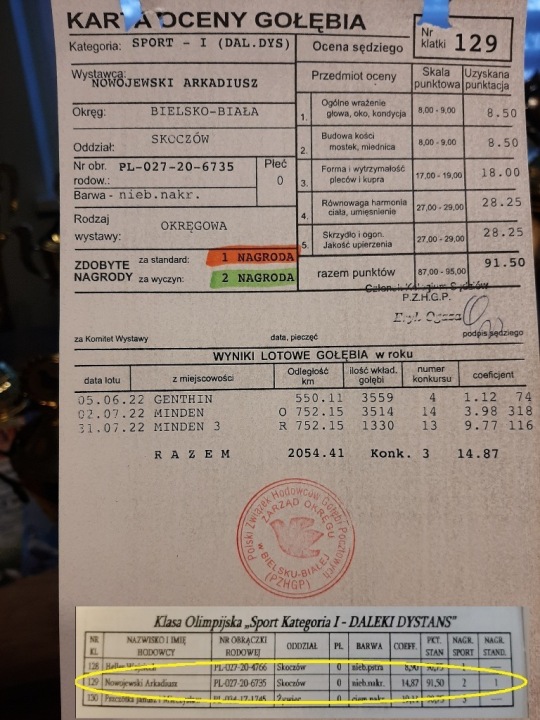 KARTA OCENY GOŁĘBIA
Kategoria: SPORT - I (DAL.DYS)
Ocena sędziego
Nr klatki 129
Wystawca: NOWOJEWSKI ARKADIUSZ
Przedmiot oceny
Skala punktowa
Uzyskana punktacja
Okręg: BIELSKO-BIAŁA
1. Ogólne wrażenie głowa, oko, kondycja 8,00 - 9,00 8.50
Oddział: SKOCZÓW
2. Budowa kości mostek, miednica 8,00 - 9,00 8.50
Nr obr. rodow.: PL-027-20-6735
Płeć 0
3. Forma i wytrzymałość pleców i kupra 17,00 - 19,00 18.00
Barwa - nieb.nakr.
4. Równowaga harmonia ciała, umięśnienie 27,00 - 29,00 28.25
Rodzaj wystawy: OKRĘGOWA
5. Skrzydło i ogon. Jakość upierzenia 27,00 - 29,00 28.25
ZDOBYTE NAGRODY
za standard: 1 NAGRODA
za wyczyn: 2 NAGRODA
razem punktów 87,00 - 95,00 91.50
Członek Kolegium Sędziów
P.Z.H.G.P.
Eryk Ogaza
za Komitet Wystawy
data, pieczęć
podpis sędziego
WYNIKI LOTOWE GOŁĘBIA w roku
data lotu z miejscowości Odległość km ilość wkład. gołębi numer konkursu coeficjent
05.06.22 GENTHIN 550.11 3559 4 1.12 74
02.07.22 MINDEN O 752.15 3514 14 3.98 318
31.07.22 MINDEN 3 R 752.15 1330 13 9.77 116
R A Z E M 2054.41 Konk. 3 14.87
Polski Związek Hodowców Gołębi Pocztowych
ZARZĄD OKRĘGU
w BIELSKU-BIAŁEJ
(PZHGP)
Klasa Olimpijska „Sport Kategoria I - DALEKI DYSTANS"
NR KL. NAZWISKO I IMIĘ HODOWCY NR OBRĄCZKI RODOWEJ ODDZIAŁ PŁ. BARWA COEFF. PKT. STAN NAGR. SPORT NAGR. STAND.
128 PL-027-20-4766 Skoczów 0 nieb.pstra 90,75
129 Nowojewski Arkadiusz PL-027-20-6735 Skoczów 0 nieb.nakr. 14,87 91,50 2 1
130 Żywiec